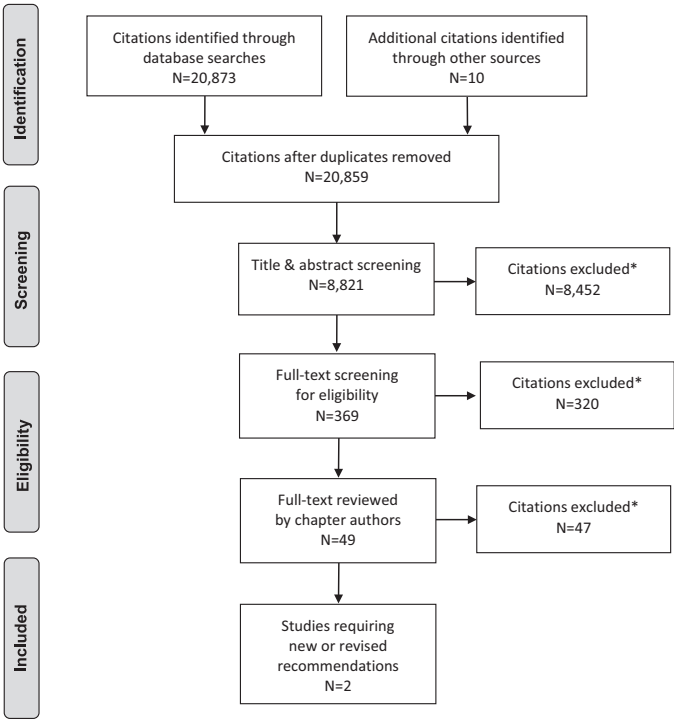 Identification
Citations identified through
database searches
N=20,873
Additional citations identified
through other sources
N=10
Citations after duplicates removed
N=20,859
Screening
Title & abstract screening
N=8,821
Citations excluded*
N=8,452
Eligibility
Full-text screening
for eligibility
N=369
Citations excluded*
N=320
Full-text reviewed
by chapter authors
N=49
Citations excluded*
N=47
Included
Studies requiring
new or revised
recommendations
N=2